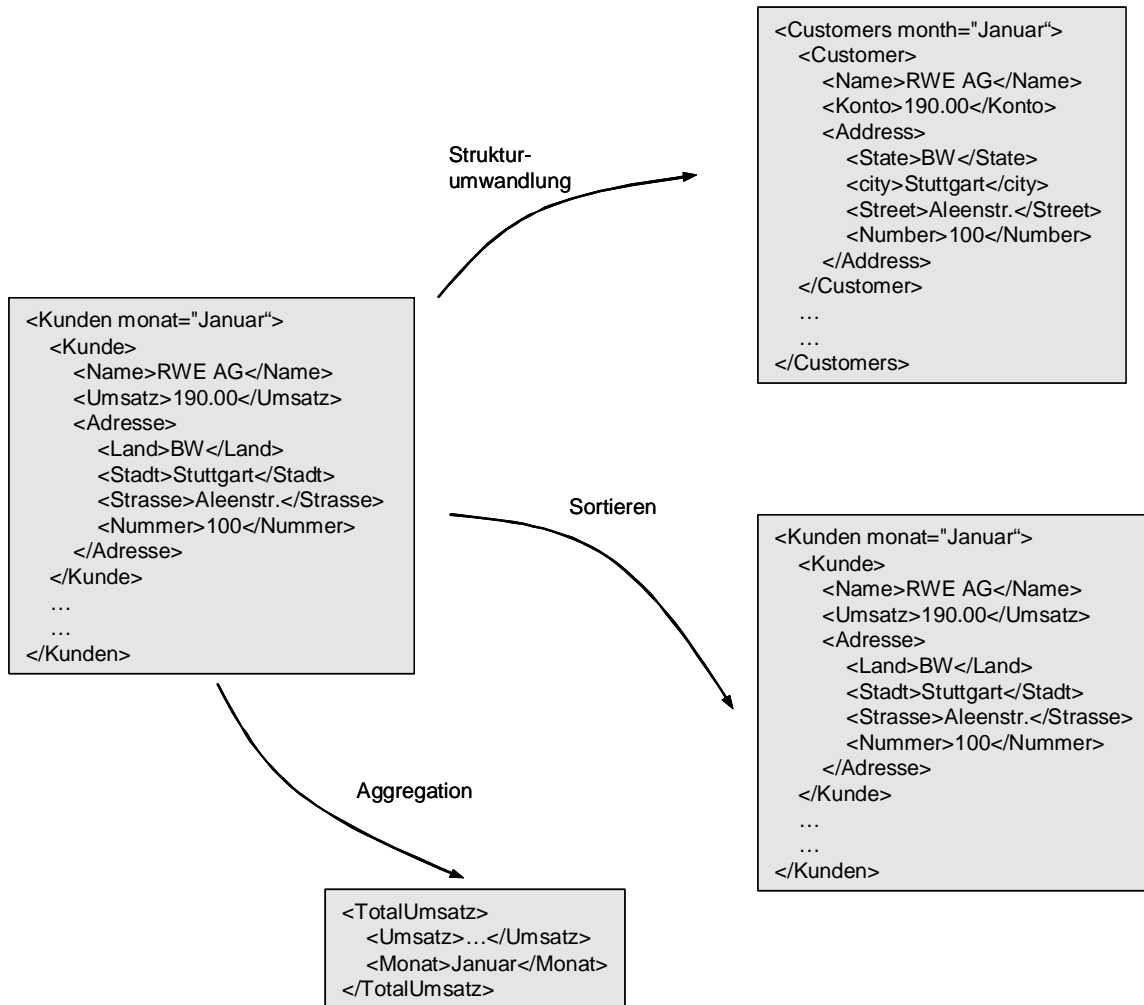 <Customers month="Januar“>
<Customer>
<Name>RWE AG</Name>
<Konto>190.00</Konto>
<Address>
<State>BW</State>
<city>Stuttgart</city>
<Street>Aleenstr.</Street>
<Number>100</Number>
</Address>
</Customer>
…
…
</Customers>
Struktur-
umwandlung
<Kunden monat="Januar“>
<Kunde>
<Name>RWE AG</Name>
<Umsatz>190.00</Umsatz>
<Adresse>
<Land>BW</Land>
<Stadt>Stuttgart</Stadt>
<Strasse>Aleenstr.</Strasse>
<Nummer>100</Nummer>
</Adresse>
</Kunde>
…
…
</Kunden>
Sortieren
<Kunden monat="Januar“>
<Kunde>
<Name>RWE AG</Name>
<Umsatz>190.00</Umsatz>
<Adresse>
<Land>BW</Land>
<Stadt>Stuttgart</Stadt>
<Strasse>Aleenstr.</Strasse>
<Nummer>100</Nummer>
</Adresse>
</Kunde>
…
…
</Kunden>
Aggregation
<TotalUmsatz>
<Umsatz>…</Umsatz>
<Monat>Januar</Monat>
</TotalUmsatz>